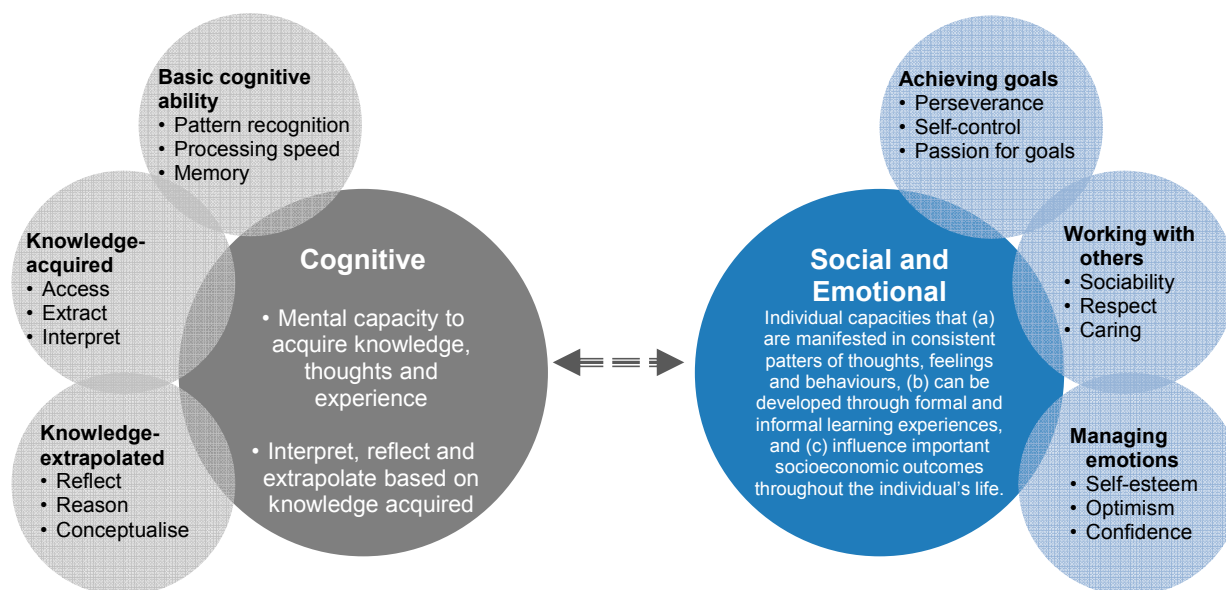 Basic cognitive
ability
• Pattern recognition
• Processing speed
• Memory
Knowledge-
acquired
• Access
• Extract
• Interpret
Knowledge-
extrapolated
• Reflect
• Reason
• Conceptualise
Cognitive
• Mental capacity to
acquire knowledge,
thoughts and
experience
• Interpret, reflect and
extrapolate based on
knowledge acquired
Social and
Emotional
Individual capacities that (a)
are manifested in consistent
patters of thoughts, feelings
and behaviours, (b) can be
developed through formal and
informal learning experiences,
and (c) influence important
socioeconomic outcomes
throughout the individual's life.
Achieving goals
• Perseverance
• Self-control
• Passion for goals
Working with
others
• Sociability
• Respect
• Caring
Managing
emotions
• Self-esteem
• Optimism
• Confidence